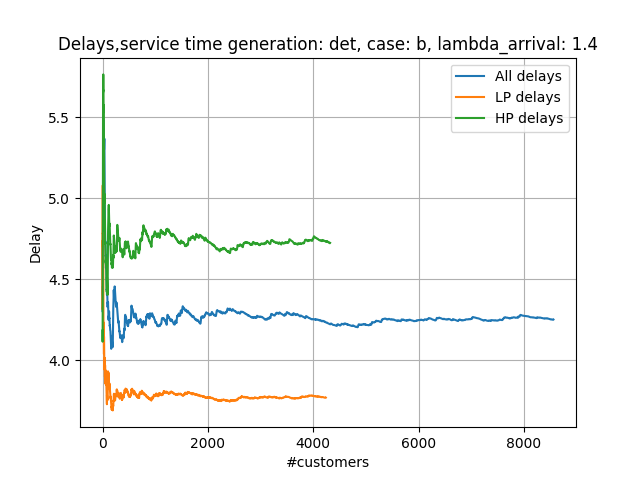 Delays,service time generation: det, case: b, lambda_arrival: 1.4
All delays
LP delays
HP delays
5.5
5.0
4.5
4.0
Delay
0 2000 4000 6000 8000
#customers